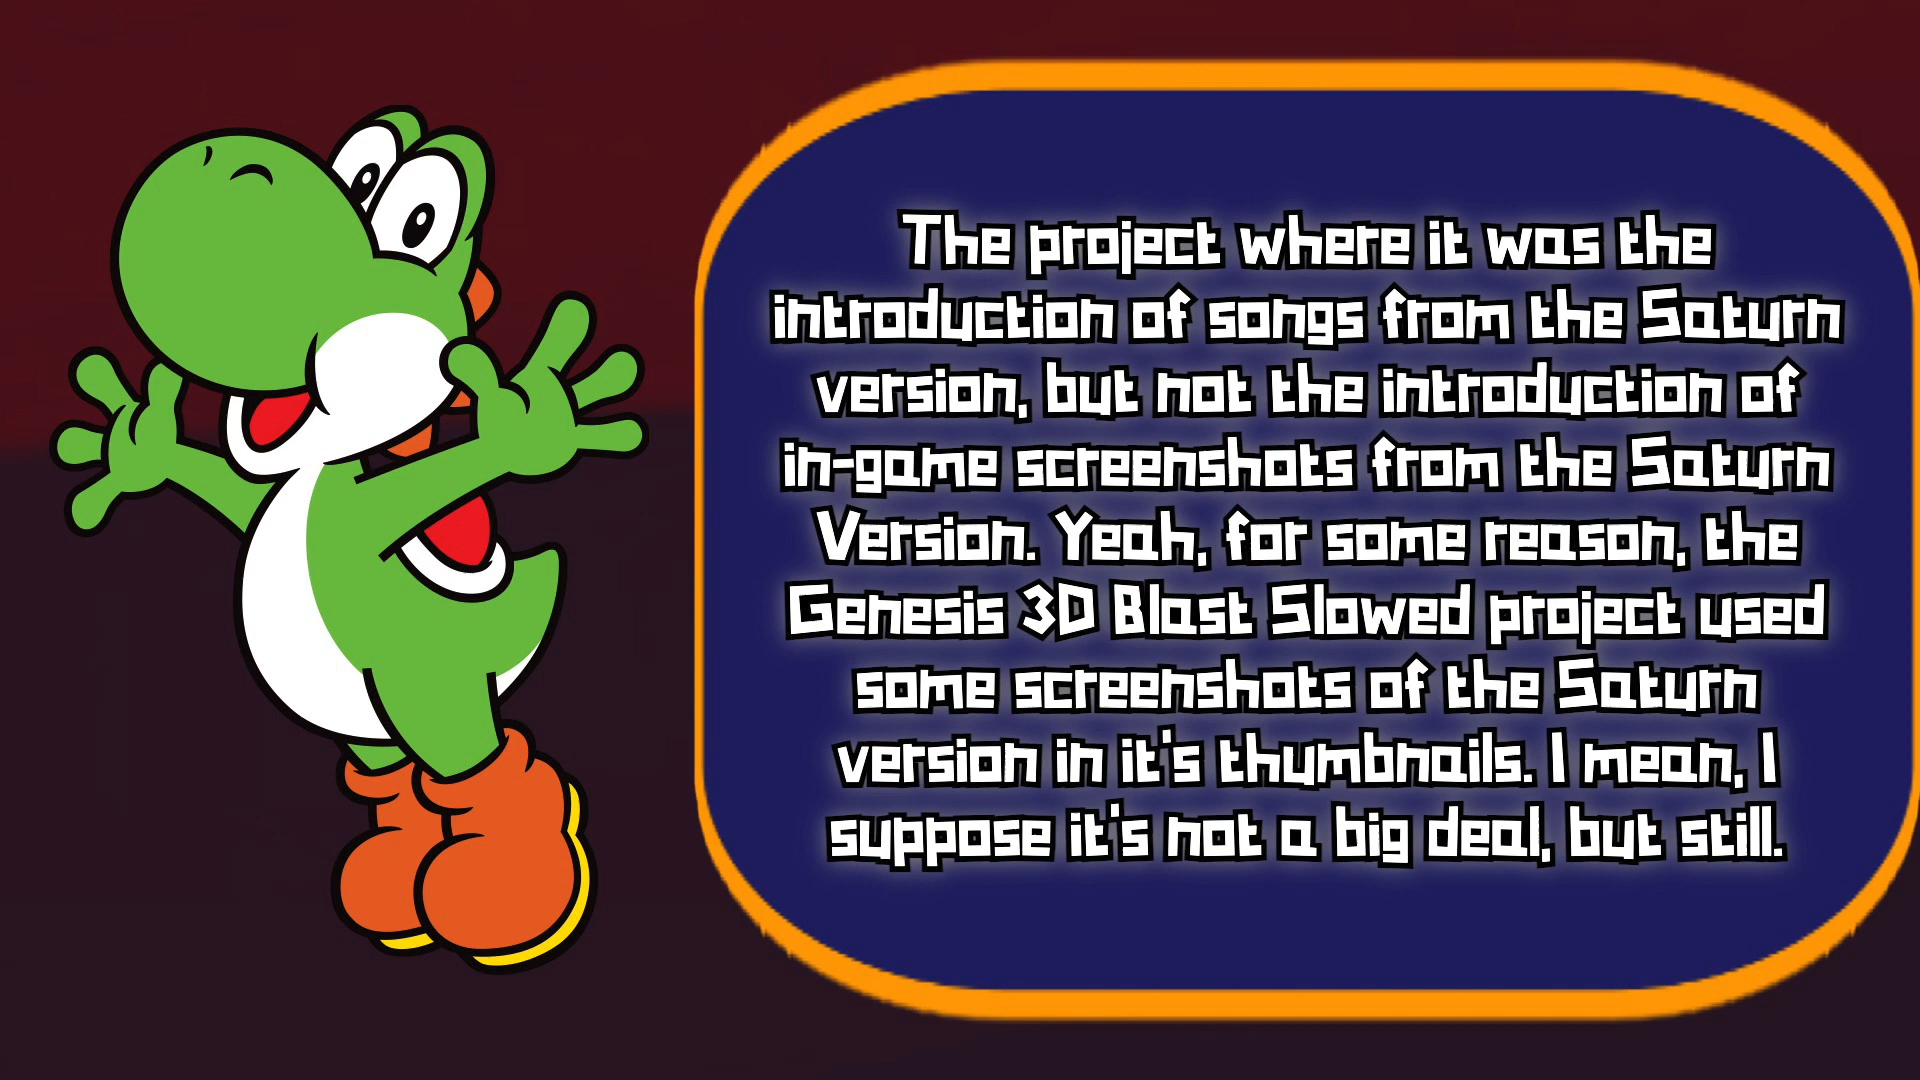 The project where it was the
introduction of songs from the Saturn
version, but not the introduction of
in-game screenshots from the Saturn
Version. Yeah, for some reason, the
Genesis 3D Blast Slowed project used
some screenshots of the Saturn
version in it's thumbnails. I mean, I
suppose it's not a big deal, but still.